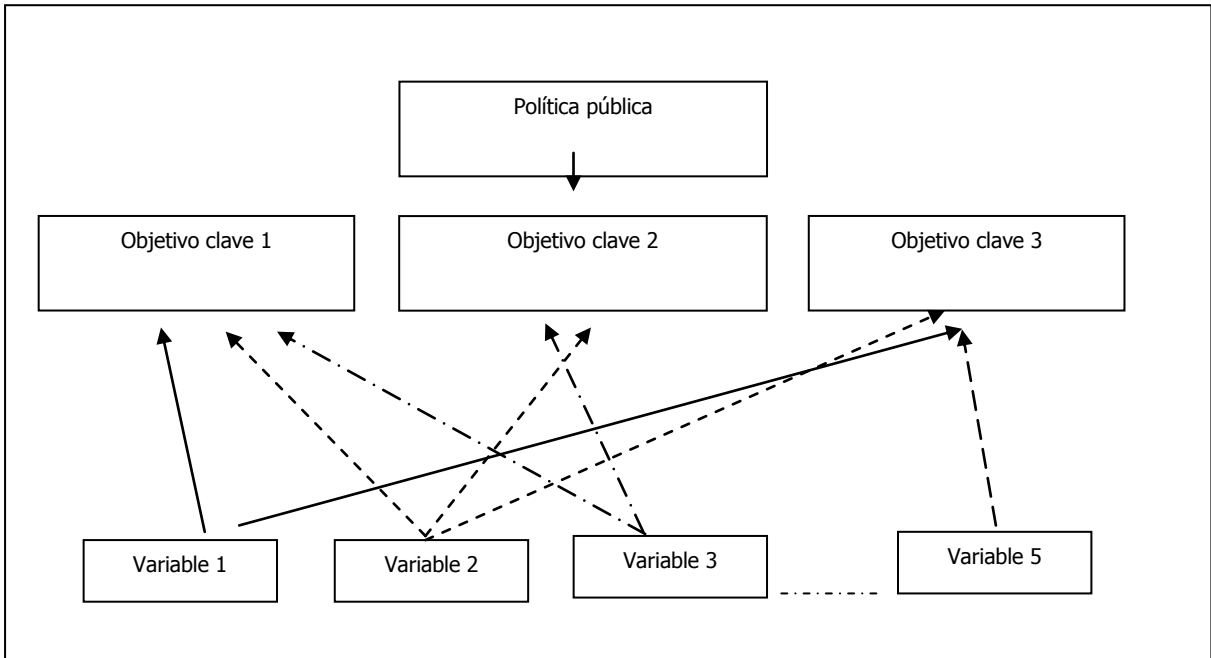 Política pública
Objetivo clave 1
Objetivo clave 2
Objetivo clave 3
Variable 1
Variable 2
Variable 3
Variable 5